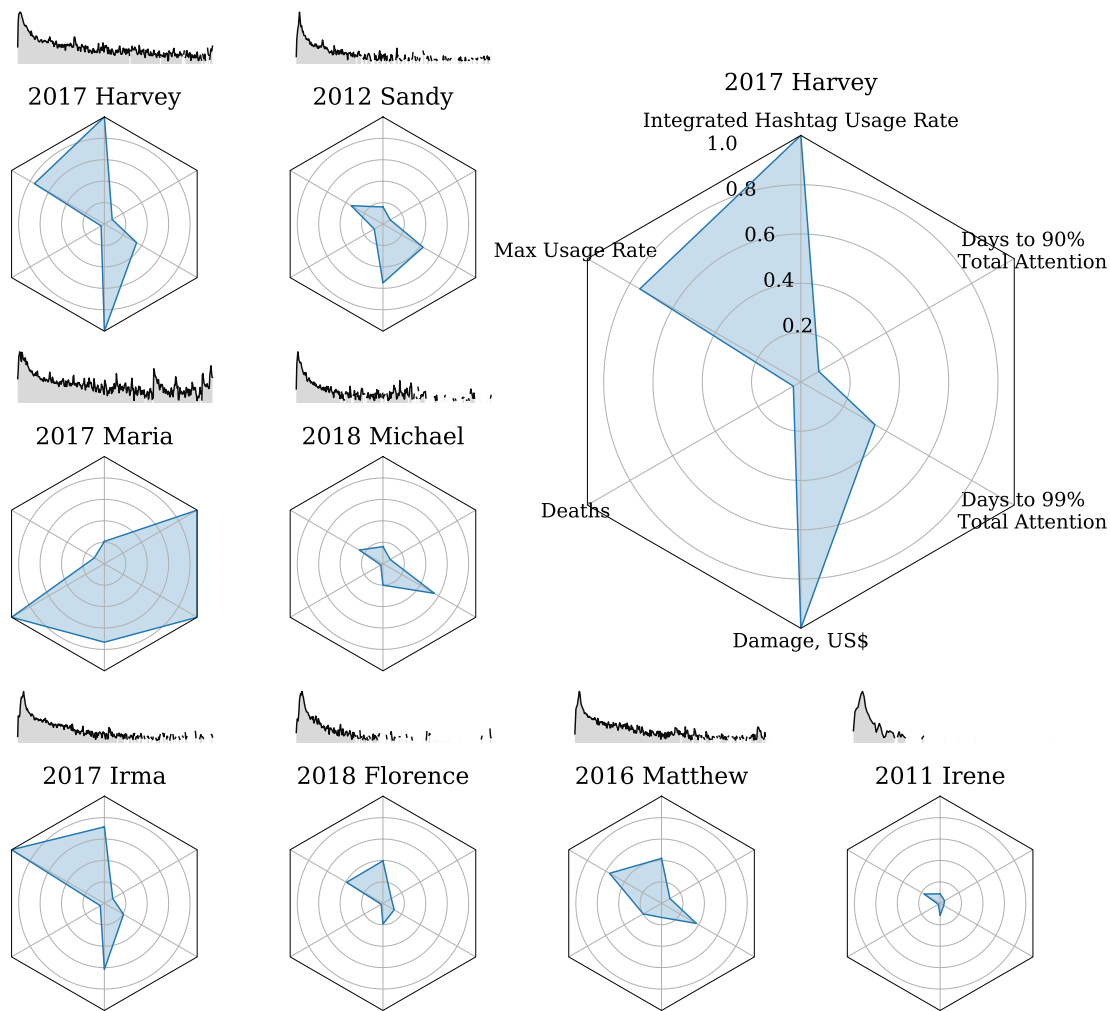 2017 Harvey
2012 Sandy
2017 Harvey
Integrated Hashtag Usage Rate
1.0
0.8
0.6
0.4
0.2
Max Usage Rate
Days to 90%
Total Attention
Deaths
Days to 99%
Total Attention
Damage, US$
2017 Maria
2018 Michael
2017 Irma
2018 Florence
2016 Matthew
2011 Irene